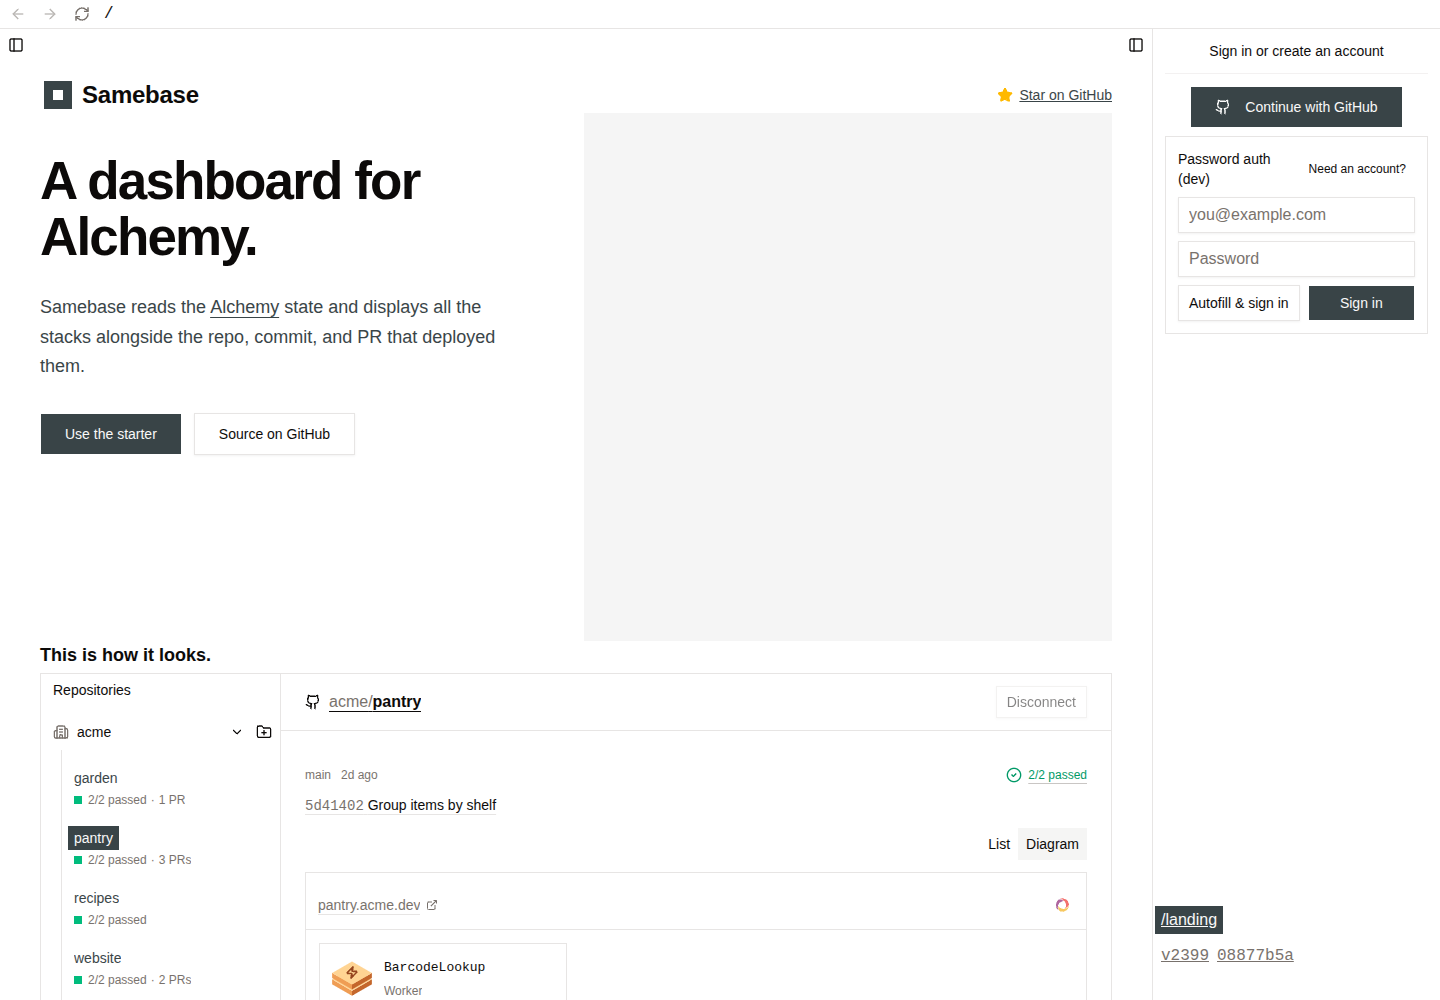 /
Samebase
Star on GitHub
A dashboard for
Alchemy.
Samebase reads the Alchemy state and displays all the
stacks alongside the repo, commit, and PR that deployed
them.
Use the starter
Source on GitHub
This is how it looks.
Repositories
acme
garden
2/2 passed · 1 PR
pantry
2/2 passed · 3 PRs
recipes
2/2 passed
website
2/2 passed · 2 PRs
acme/pantry
Disconnect
main 2d ago
2/2 passed
5d41402 Group items by shelf
List
Diagram
pantry.acme.dev
BarcodeLookup
Worker
Sign in or create an account
Continue with GitHub
Password auth
(dev)
Need an account?
you@example.com
Password
Autofill & sign in
Sign in
/landing
v2399 08877b5a